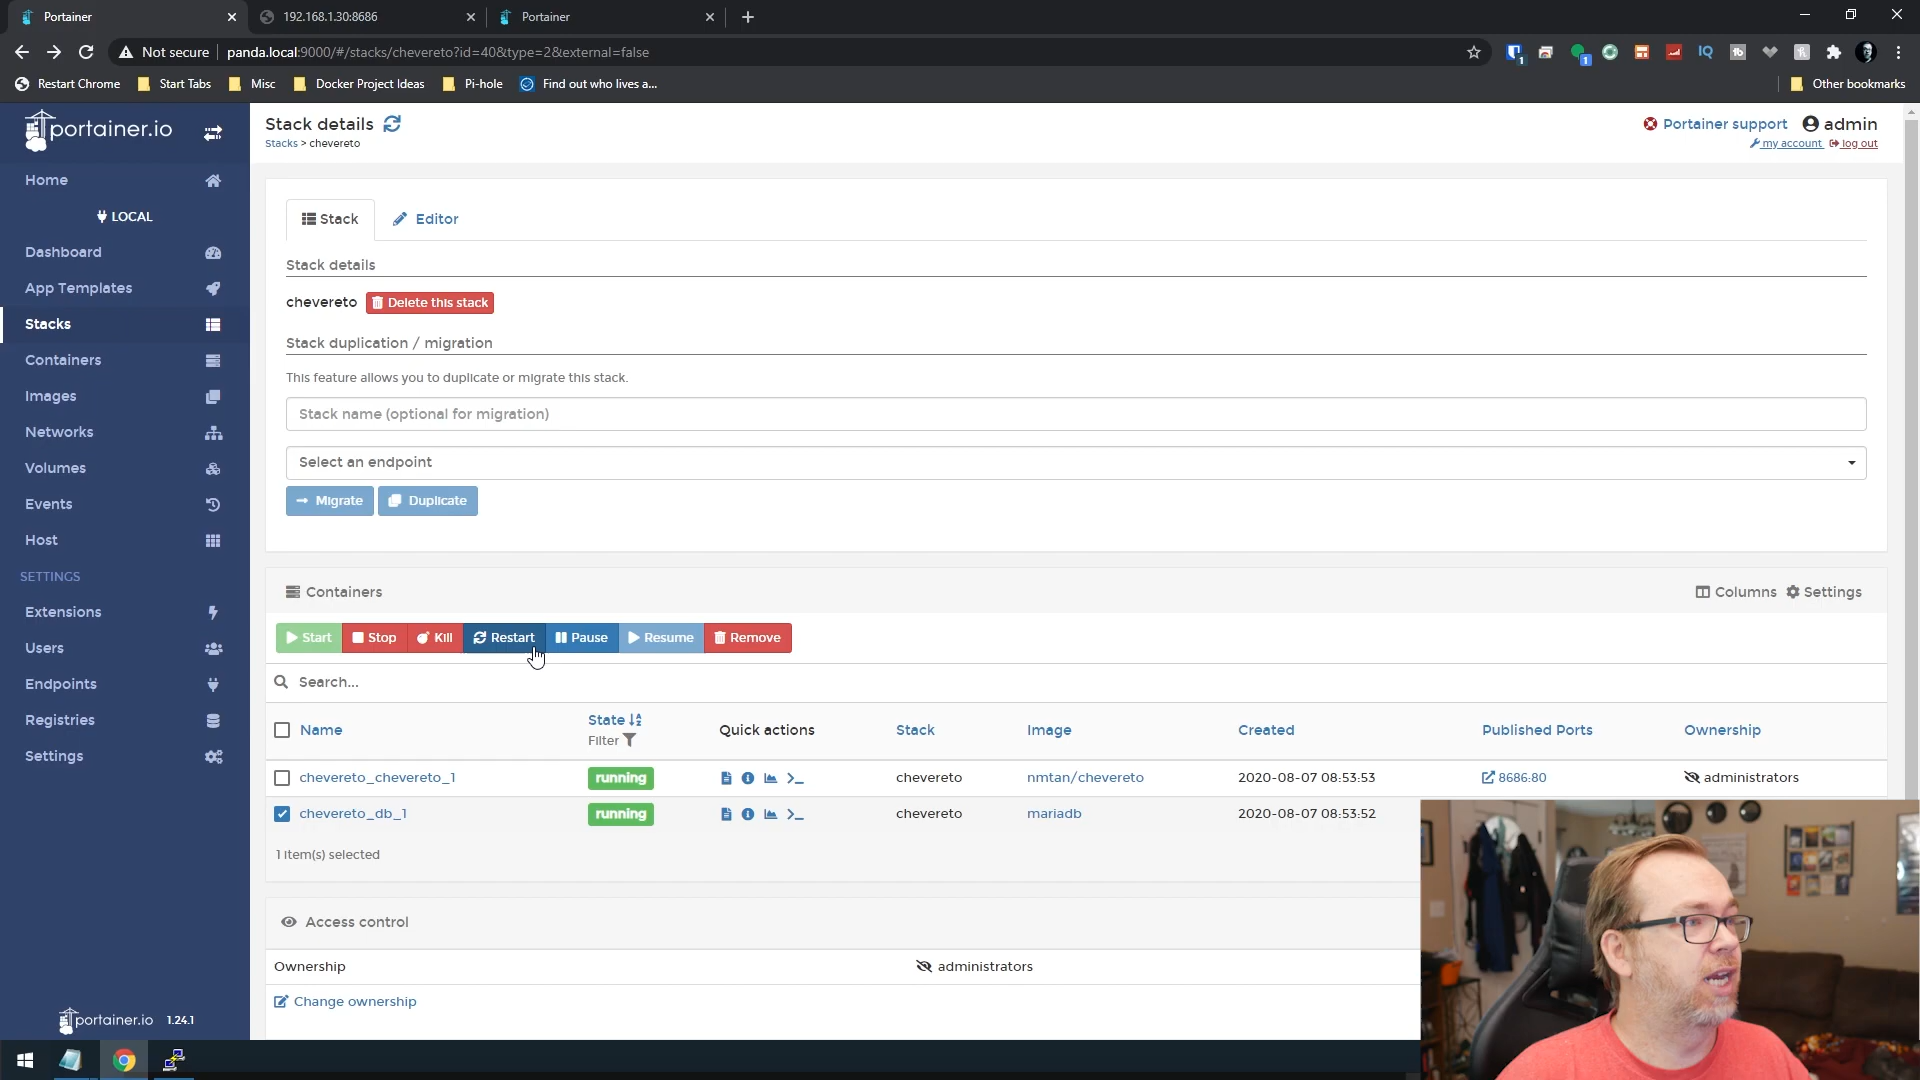 Portainer
192.168.1.30:8686
Portainer
Not secure
panda.local:9000/#/stacks/chevereto?id=40&type=2&external=false
Restart Chrome
Start Tabs
Misc
Docker Project Ideas
Pi-hole
Find out who lives a...
Other bookmarks
portainer.io
Home
LOCAL
Dashboard
App Templates
Stacks
Containers
Images
Networks
Volumes
Events
Host
SETTINGS
Extensions
Users
Endpoints
Registries
Settings
portainer.io 1.24.1
Stack details
Stacks > chevereto
Portainer support
admin
my account
log out
Stack
Editor
Stack details
chevereto
Delete this stack
Stack duplication / migration
This feature allows you to duplicate or migrate this stack.
Stack name (optional for migration)
Select an endpoint
Migrate
Duplicate
Containers
Columns
Settings
Start
Stop
Kill
Restart
Pause
Resume
Remove
Search...
Name
State
Filter
Quick actions
Stack
Image
Created
Published Ports
Ownership
chevereto_chevereto_1 running chevereto nmtan/chevereto 2020-08-07 08:53:53 8686:80 administrators
chevereto_db_1 running chevereto mariadb 2020-08-07 08:53:52
1 item(s) selected
Access control
Ownership administrators
Change ownership